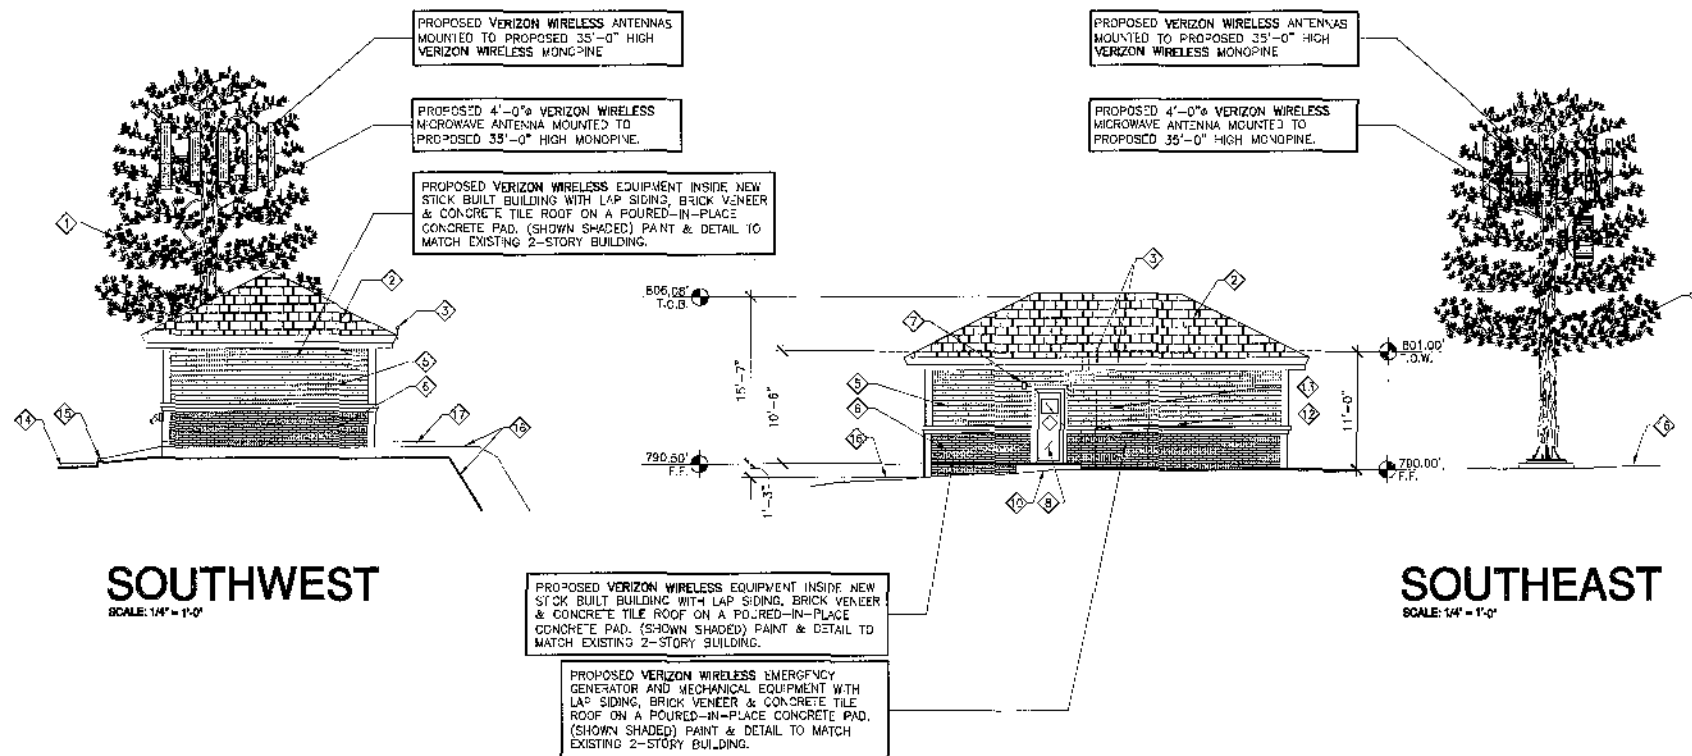 PROPOSED VERIZON WIRELESS ANTENNAS
MOUNTED TO PROPOSED 35'-0" HIGH
VERIZON WIRELESS MONOPINE
PROPOSED 4'-0"⌀ VERIZON WIRELESS
MICROWAVE ANTENNA MOUNTED TO
PROPOSED 35'-0" HIGH MONOPINE.
PROPOSED VERIZON WIRELESS EQUIPMENT INSIDE NEW
STICK BUILT BUILDING WITH LAP SIDING, BRICK VENEER
& CONCRETE TILE ROOF ON A POURED-IN-PLACE
CONCRETE PAD. (SHOWN SHADED) PAINT & DETAIL TO
MATCH EXISTING 2-STORY BUILDING.
1
2
3
5
6
14
15
17
16
SOUTHWEST
SCALE: 1/4" = 1'-0"
PROPOSED VERIZON WIRELESS ANTENNAS
MOUNTED TO PROPOSED 35'-0" HIGH
VERIZON WIRELESS MONOPINE
PROPOSED 4'-0"⌀ VERIZON WIRELESS
MICROWAVE ANTENNA MOUNTED TO
PROPOSED 35'-0" HIGH MONOPINE.
T.O.B.
15'-7"
10'-6"
790.50'
F.F.
1'-3"
3
2
7
5
6
16
13
12
10
8
801.00'
T.O.W.
11'-0"
790.00'
F.F.
PROPOSED VERIZON WIRELESS EQUIPMENT INSIDE NEW
STICK BUILT BUILDING WITH LAP SIDING, BRICK VENEER
& CONCRETE TILE ROOF ON A POURED-IN-PLACE
CONCRETE PAD. (SHOWN SHADED) PAINT & DETAIL TO
MATCH EXISTING 2-STORY BUILDING.
PROPOSED VERIZON WIRELESS EMERGENCY
GENERATOR AND MECHANICAL EQUIPMENT WITH
LAP SIDING, BRICK VENEER & CONCRETE TILE
ROOF ON A POURED-IN-PLACE CONCRETE PAD.
(SHOWN SHADED) PAINT & DETAIL TO MATCH
EXISTING 2-STORY BUILDING.
SOUTHEAST
SCALE: 1/4" = 1'-0"